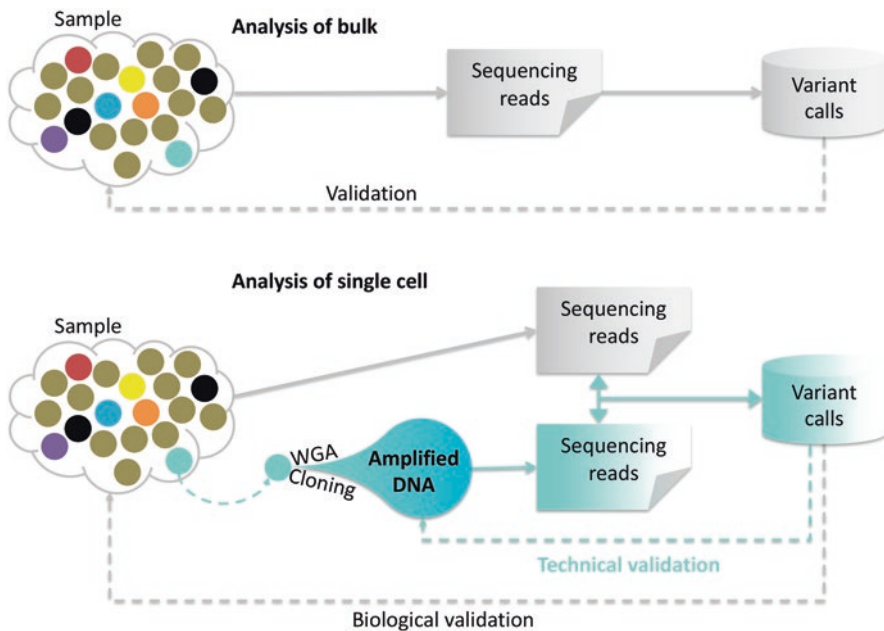 Sample
Analysis of bulk
Sequencing
reads
Variant
calls
Validation
Analysis of single cell
Sample
Sequencing
reads
Variant
calls
WGA
Cloning
Amplified
DNA
Sequencing
reads
Technical validation
Biological validation